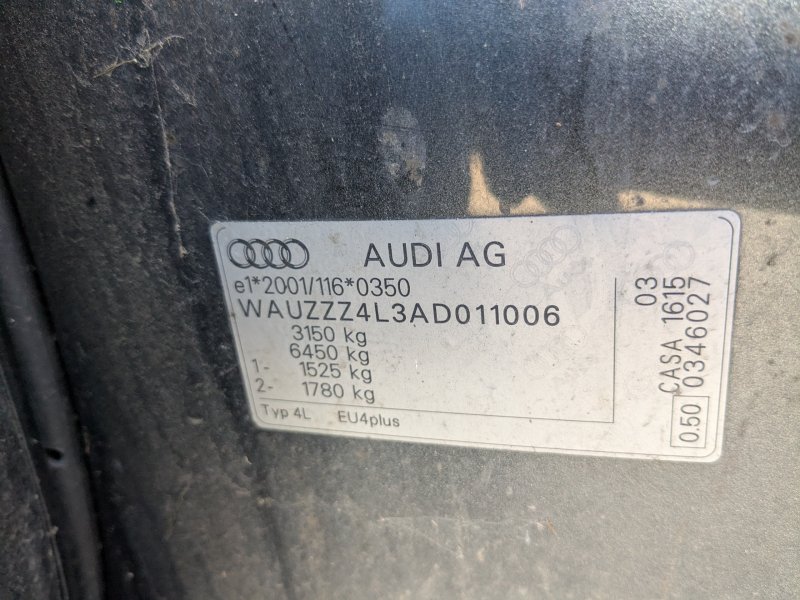 AUDI AG
e1*2001/116*0350
WAUZZZ4L3AD011006
3150 kg
6450 kg
1- 1525 kg
2- 1780 kg
Typ 4L EU4plus
03
CASA 1615
0346027
0.50